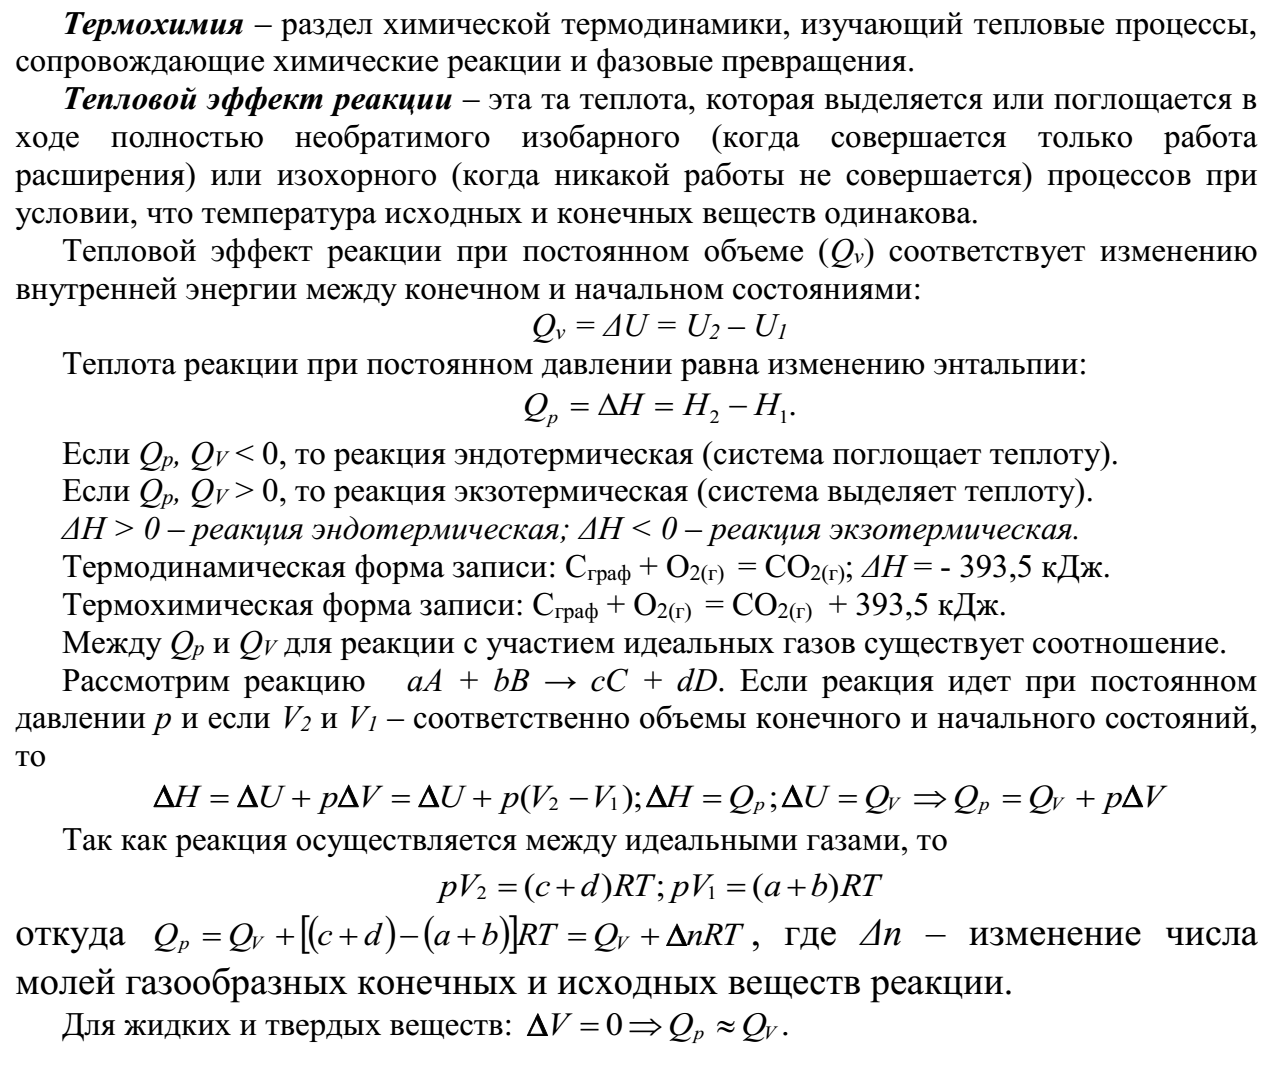 Термохимия – раздел химической термодинамики, изучающий тепловые процессы,
сопровождающие химические реакции и фазовые превращения.
Тепловой эффект реакции – эта та теплота, которая выделяется или поглощается в
ходе полностью необратимого изобарного (когда совершается только работа
расширения) или изохорного (когда никакой работы не совершается) процессов при
условии, что температура исходных и конечных веществ одинакова.
Тепловой эффект реакции при постоянном объеме (Qv) соответствует изменению
внутренней энергии между конечном и начальном состояниями:
Qv = ΔU = U2 – U1
Теплота реакции при постоянном давлении равна изменению энтальпии:
Qp = ΔH = H2 – H1.
Если Qp, QV < 0, то реакция эндотермическая (система поглощает теплоту).
Если Qp, QV > 0, то реакция экзотермическая (система выделяет теплоту).
ΔH > 0 – реакция эндотермическая; ΔH < 0 – реакция экзотермическая.
Термодинамическая форма записи: Cграф + O2(г) = CO2(г); ΔH = - 393,5 кДж.
Термохимическая форма записи: Cграф + O2(г) = CO2(г) + 393,5 кДж.
Между Qp и QV для реакции с участием идеальных газов существует соотношение.
Рассмотрим реакцию aA + bB → cC + dD. Если реакция идет при постоянном
давлении p и если V2 и V1 – соответственно объемы конечного и начального состояний,
то
ΔH = ΔU + pΔV = ΔU + p(V2 – V1); ΔH = Qp; ΔU = QV ⇒ Qp = QV + pΔV
Так как реакция осуществляется между идеальными газами, то
pV2 = (c + d)RT; pV1 = (a + b)RT
откуда Qp = QV + [(c + d) – (a + b)]RT = QV + ΔnRT, где Δn – изменение числа
молей газообразных конечных и исходных веществ реакции.
Для жидких и твердых веществ: ΔV = 0 ⇒ Qp ≈ QV.